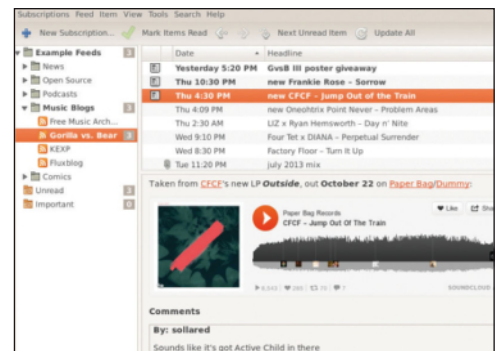 Subscriptions Feed Item View Tools Search Help
New Subscription... Mark Items Read Next Unread Item Update All
Example Feeds 3
News
Open Source
Podcasts
Music Blogs 3
Free Music Arch...
Gorilla vs. Bear 3
KEXP
Fluxblog
Comics
Unread 3
Important 0
Date Headline
Yesterday 5:20 PM GvsB III poster giveaway
Thu 10:30 PM new Frankie Rose – Sorrow
Thu 4:30 PM new CFCF – Jump Out of the Train
Thu 4:09 PM new Oneohtrix Point Never – Problem Areas
Thu 2:30 AM LIZ x Ryan Hemsworth – Day n' Nite
Wed 9:10 PM Four Tet x DIANA – Perpetual Surrender
Wed 8:30 PM Factory Floor – Turn It Up
Tue 11:20 PM july 2013 mix
Taken from CFCF's new LP Outside, out October 22 on Paper Bag/Dummy:
Paper Bag Records
CFCF – Jump Out Of The Train
Like Shar
SOUNDCLOUD
Comments
By: sollared
Sounds like it's got Active Child in there